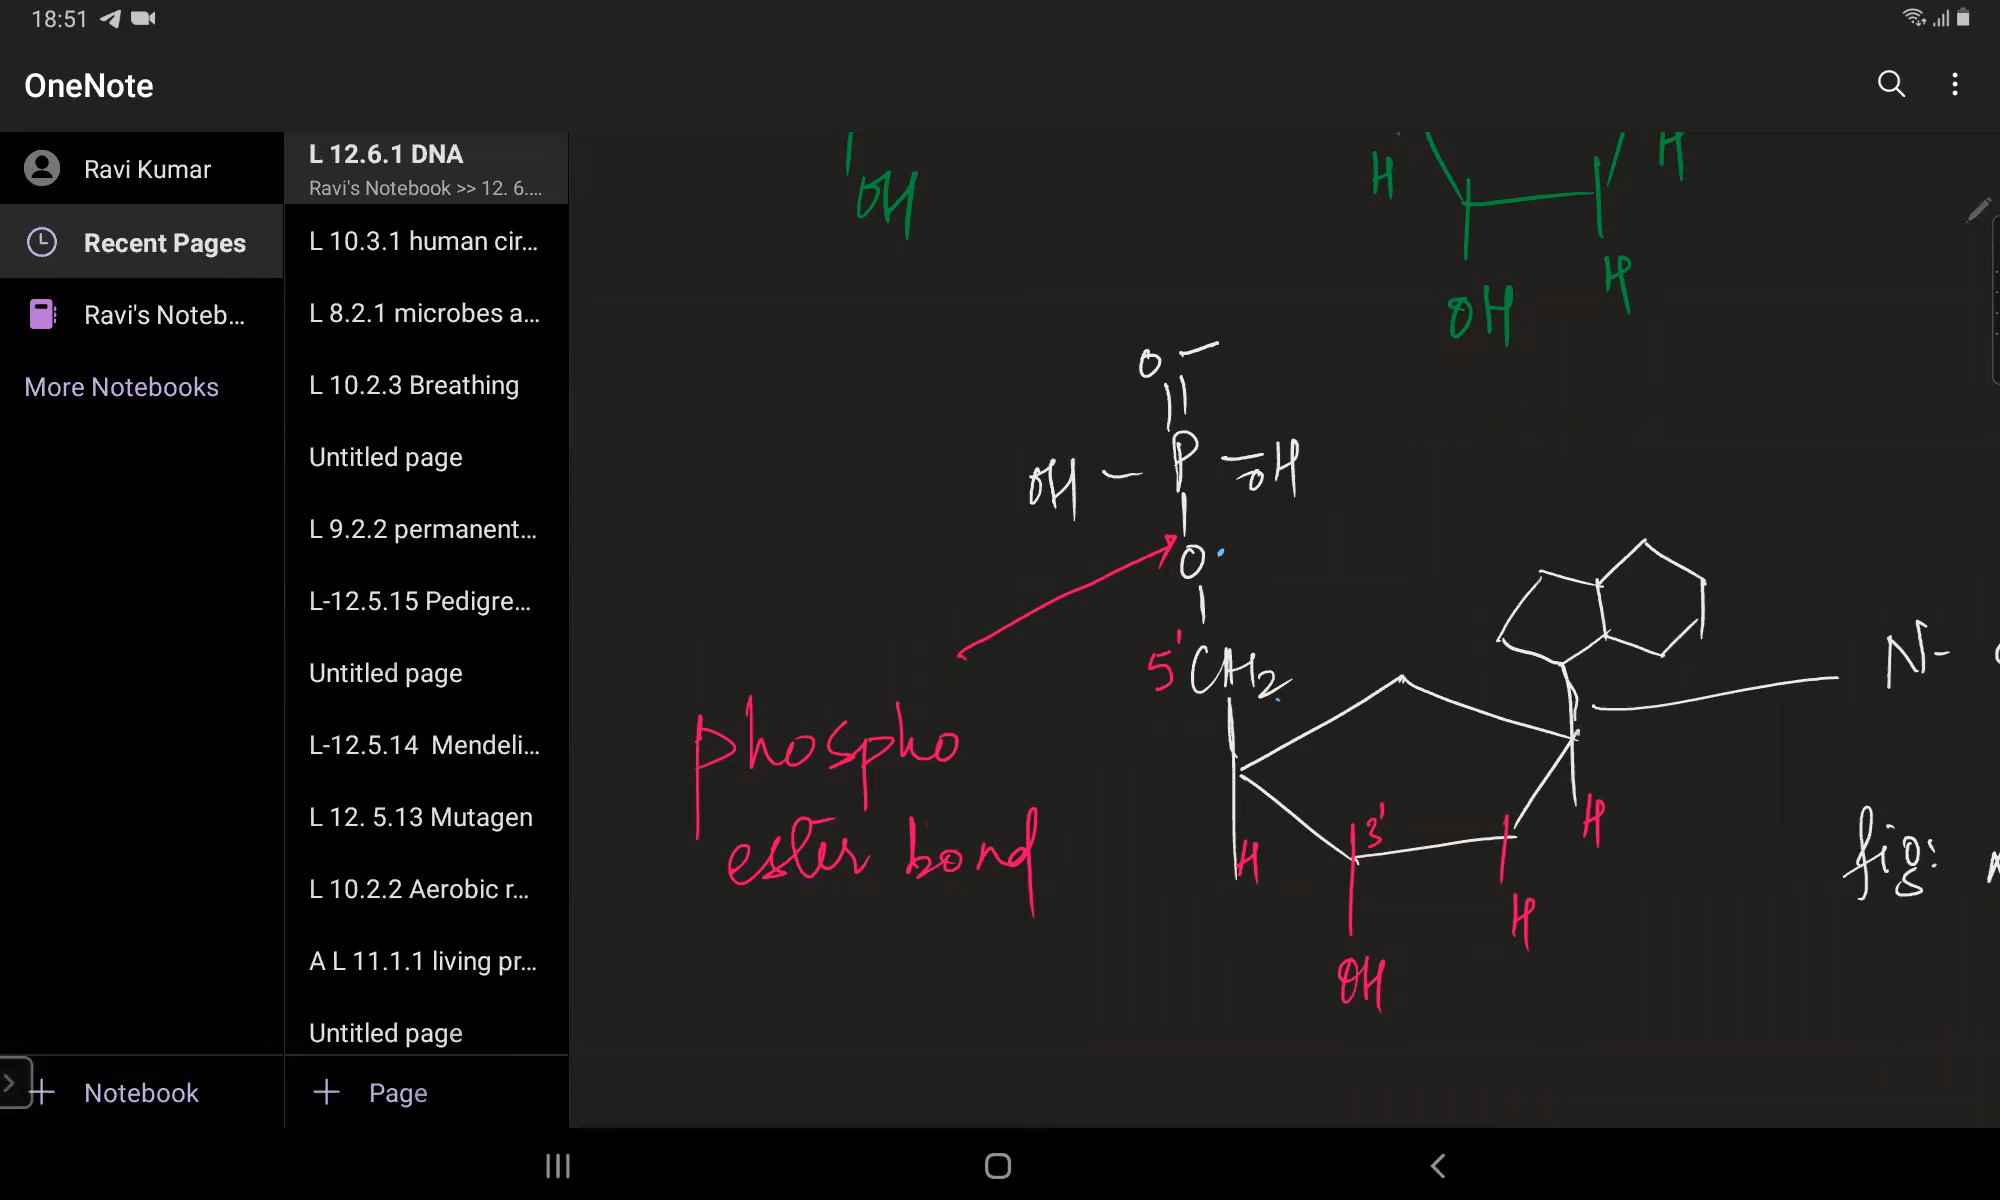 18:51
OneNote
Ravi Kumar
Recent Pages
Ravi's Noteb...
More Notebooks
Notebook
L 12.6.1 DNA
Ravi's Notebook >> 12. 6....
L 10.3.1 human cir...
L 8.2.1 microbes a...
L 10.2.3 Breathing
Untitled page
L 9.2.2 permanent...
L-12.5.15 Pedigre...
Untitled page
L-12.5.14 Mendeli...
L 12. 5.13 Mutagen
L 10.2.2 Aerobic r...
A L 11.1.1 living pr...
Untitled page
Page
OH
H
H
H
OH
O -
OH - P - OH
O
5' CH2
N-
phospho
ester bond
H
3'
H
H
OH
fig: